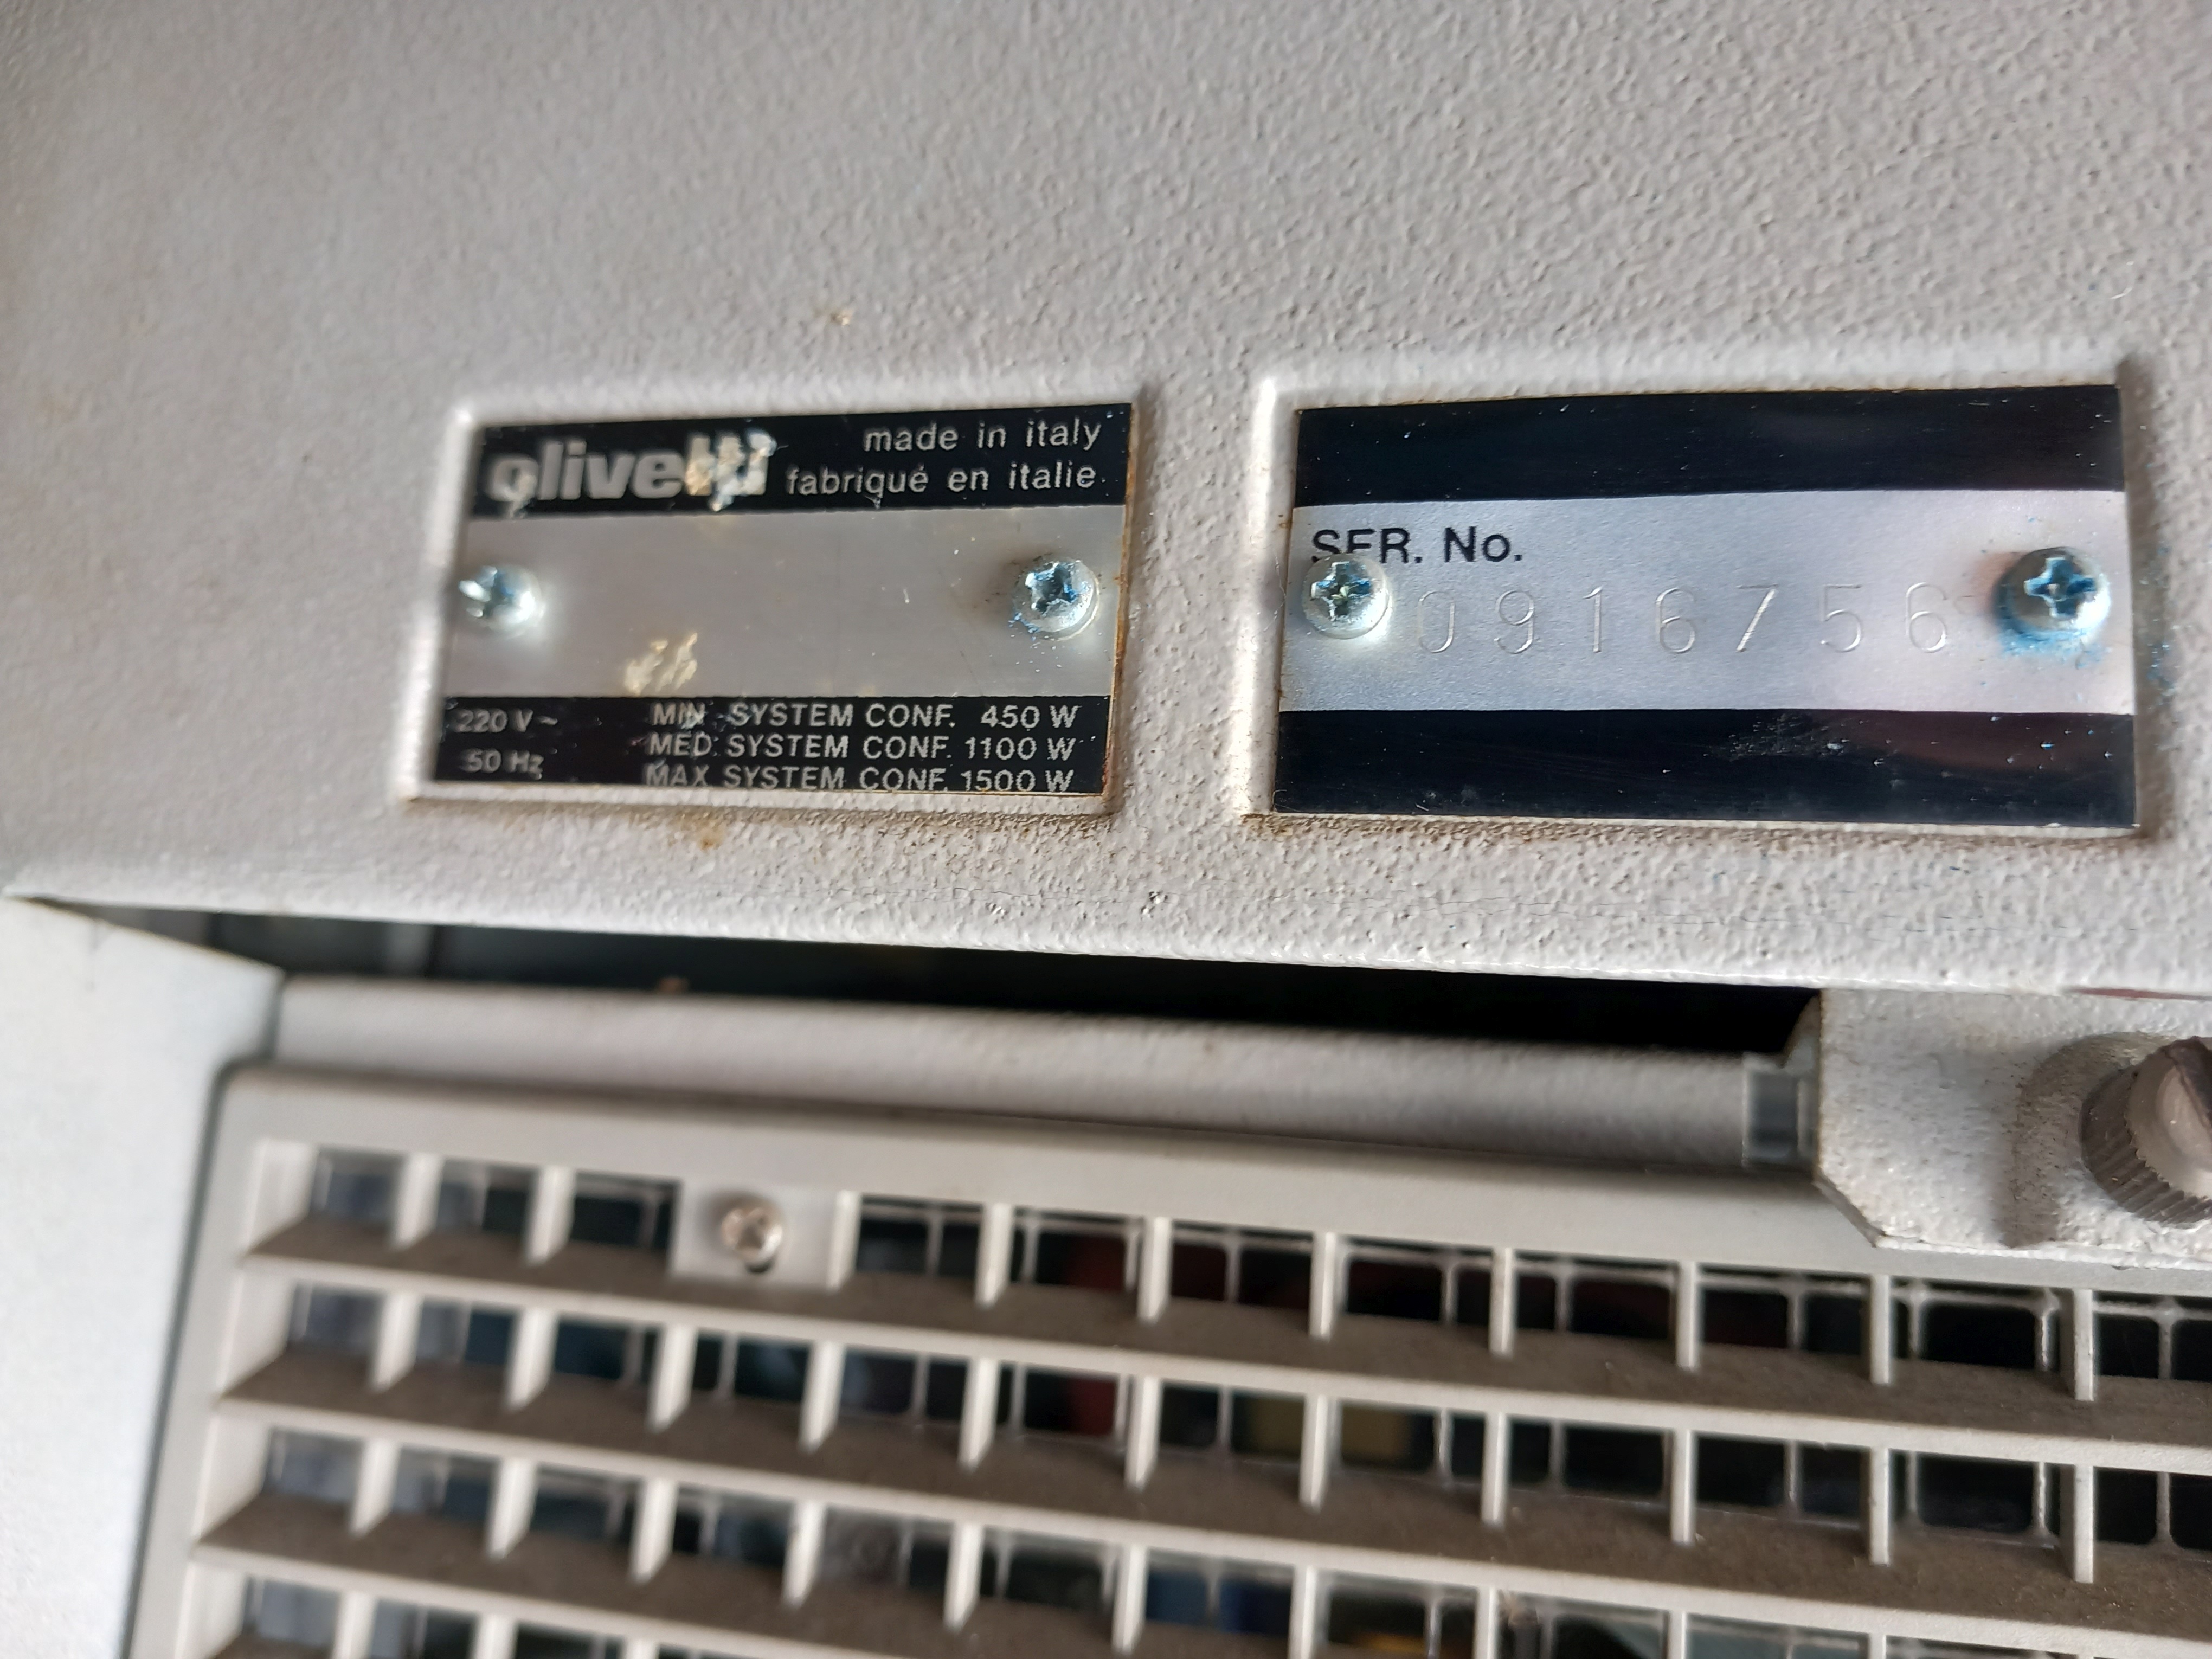 olivetti
made in italy
fabriqué en italie
220 V ~
50 Hz
MIN SYSTEM CONF. 450 W
MED. SYSTEM CONF. 1100 W
MAX SYSTEM CONF. 1500 W
SER. No.
0916756